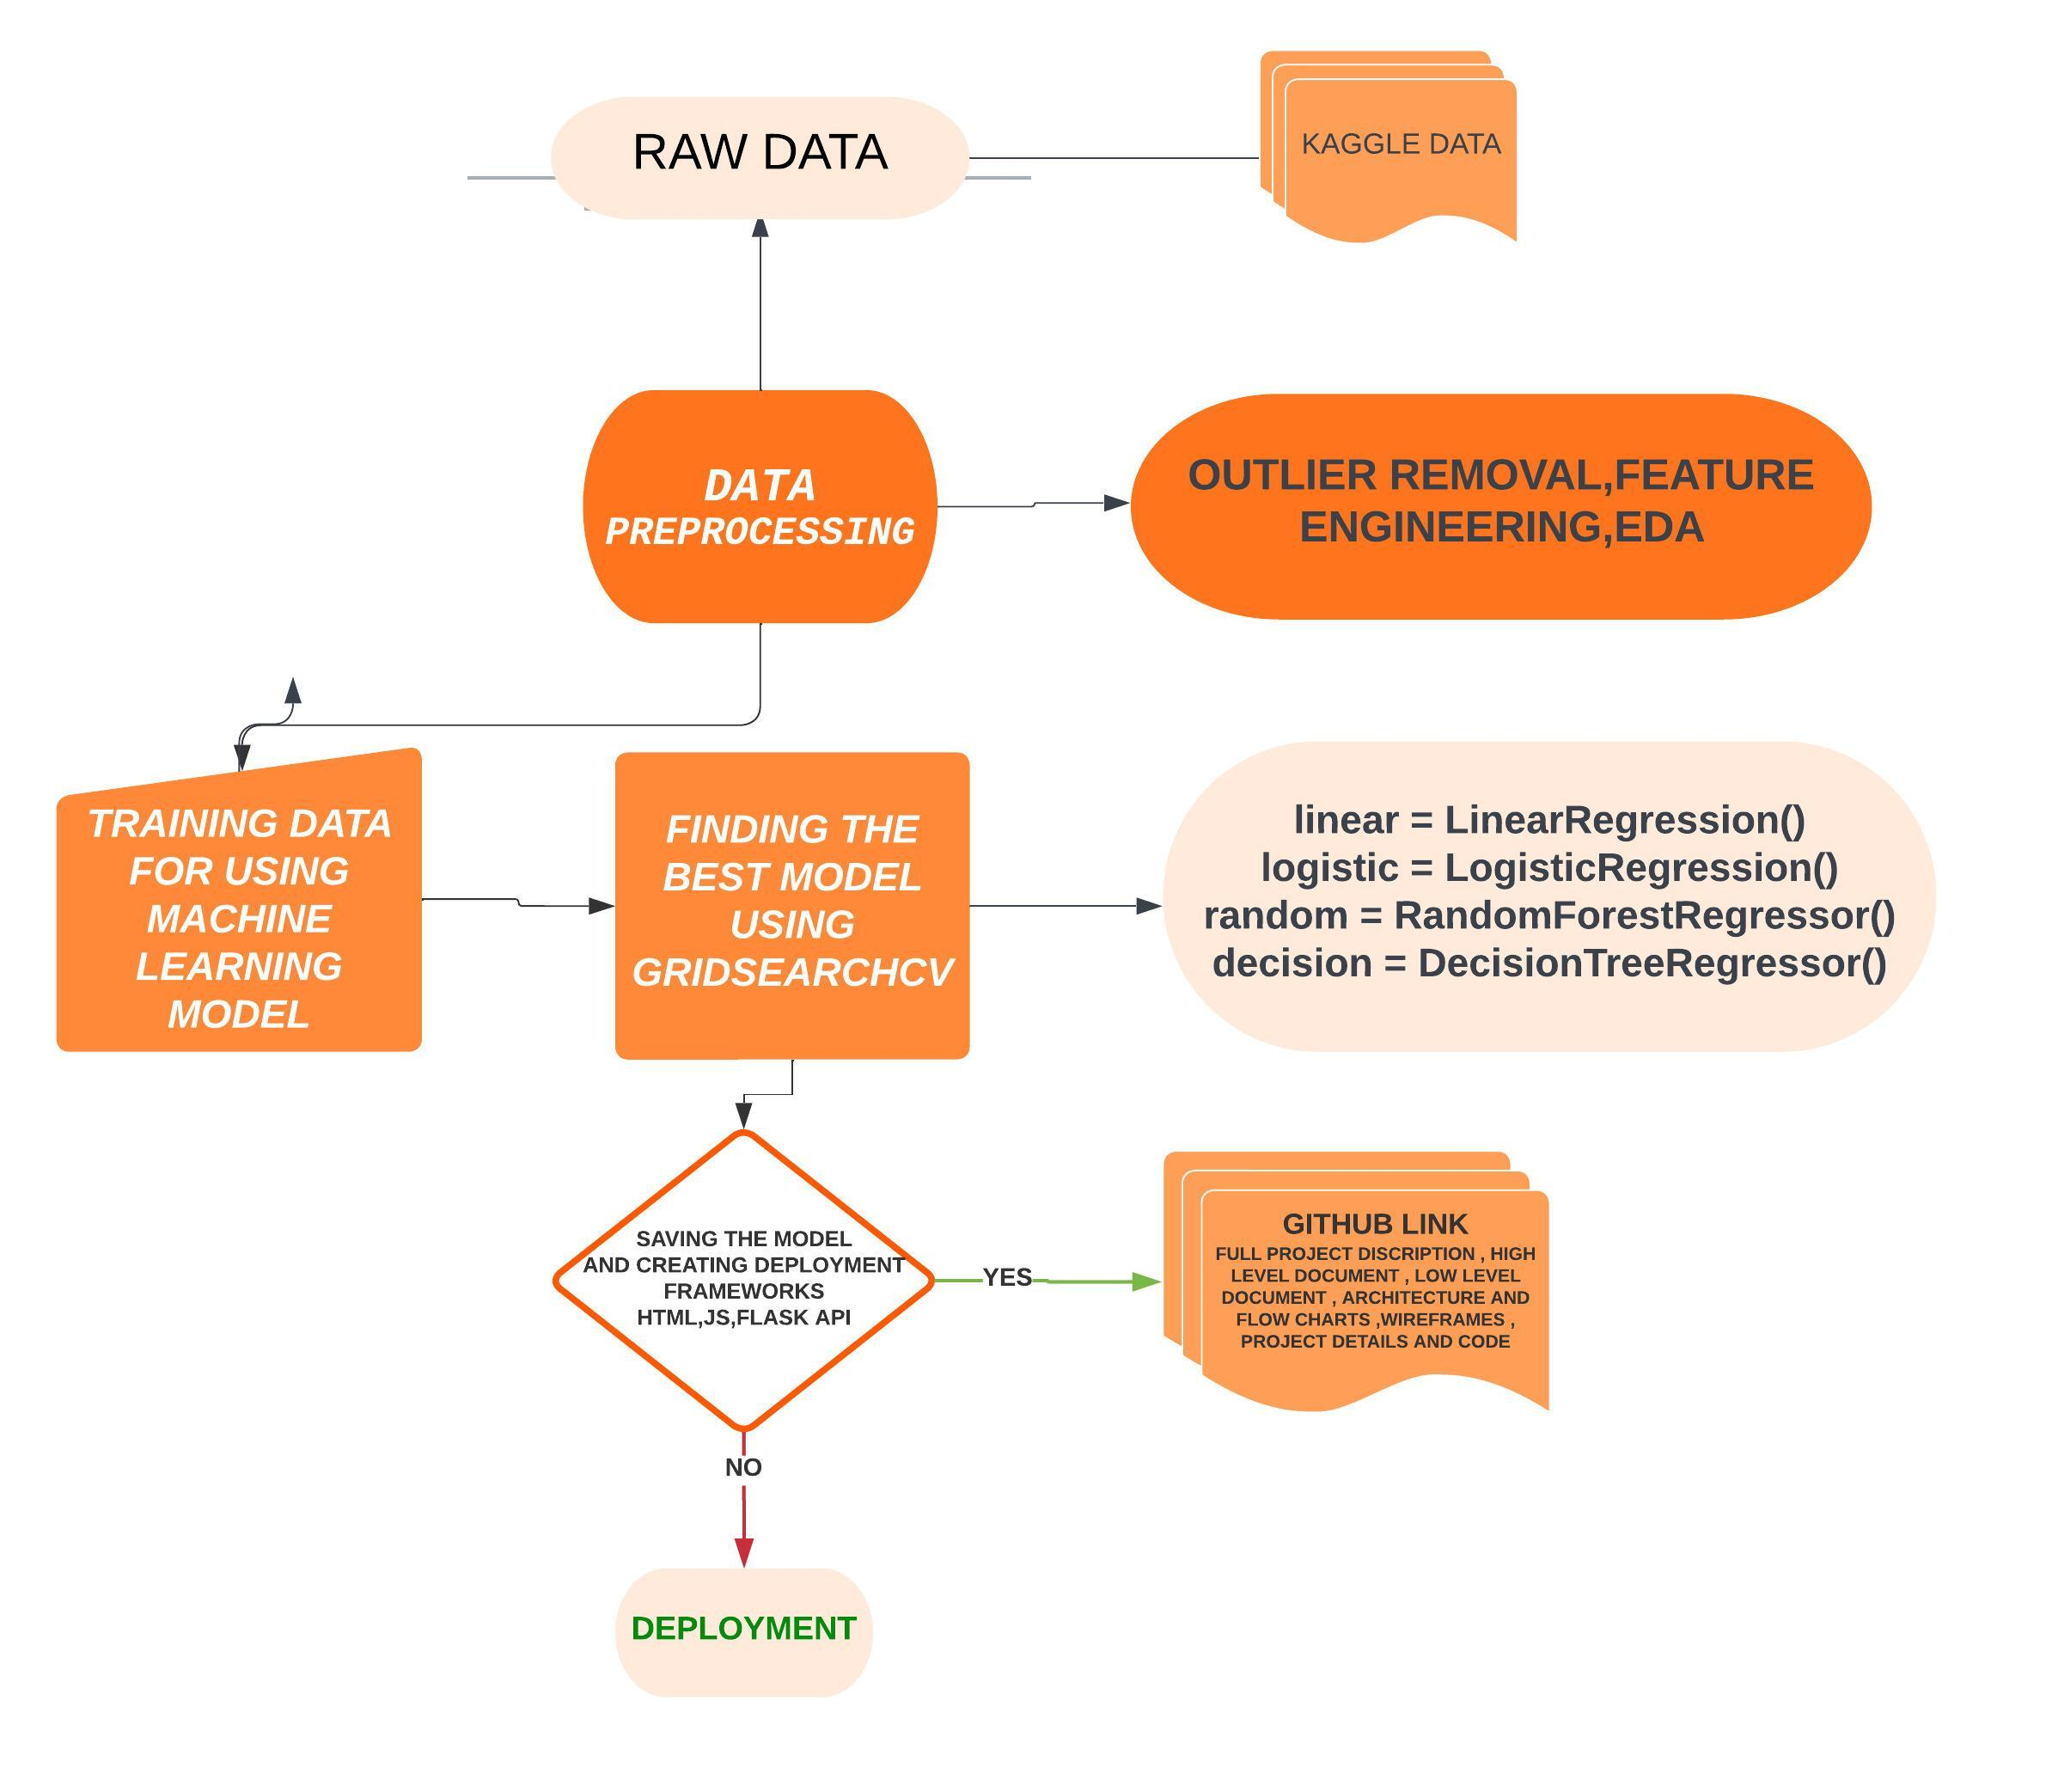 RAW DATA
KAGGLE DATA
DATA
PREPROCESSING
OUTLIER REMOVAL,FEATURE
ENGINEERING,EDA
TRAINING DATA
FOR USING
MACHINE
LEARNING
MODEL
FINDING THE
BEST MODEL
USING
GRIDSEARCHCV
linear = LinearRegression()
logistic = LogisticRegression()
random = RandomForestRegressor()
decision = DecisionTreeRegressor()
SAVING THE MODEL
AND CREATING DEPLOYMENT
FRAMEWORKS
HTML,JS,FLASK API
YES
GITHUB LINK
FULL PROJECT DISCRIPTION , HIGH
LEVEL DOCUMENT , LOW LEVEL
DOCUMENT , ARCHITECTURE AND
FLOW CHARTS ,WIREFRAMES ,
PROJECT DETAILS AND CODE
NO
DEPLOYMENT